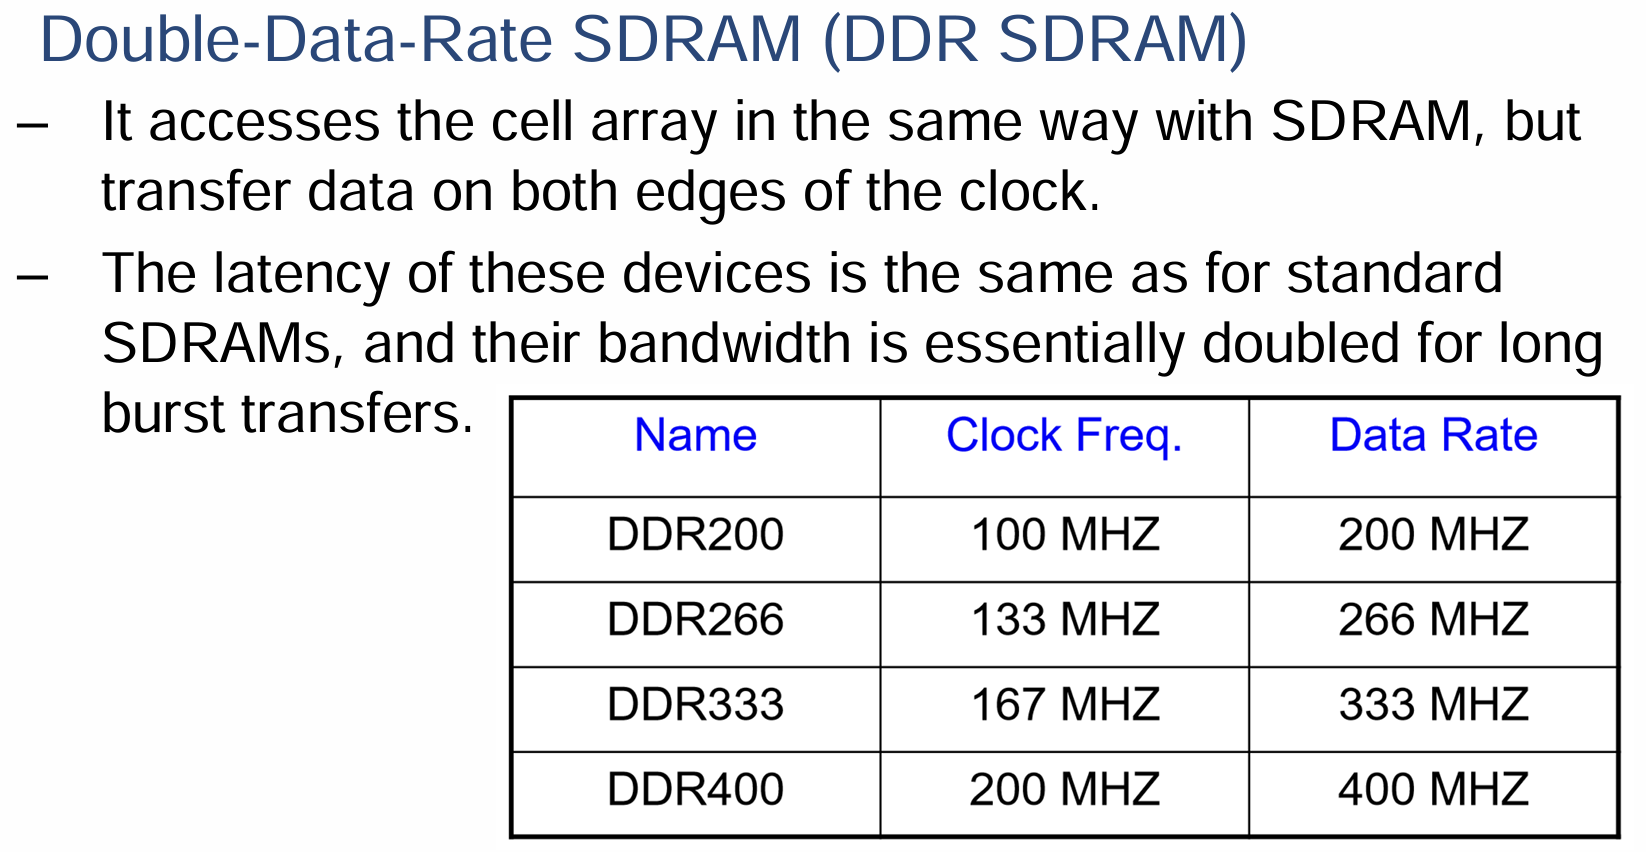 Double-Data-Rate SDRAM (DDR SDRAM)
– It accesses the cell array in the same way with SDRAM, but
transfer data on both edges of the clock.
– The latency of these devices is the same as for standard
SDRAMs, and their bandwidth is essentially doubled for long
burst transfers.
Name Clock Freq. Data Rate
DDR200 100 MHZ 200 MHZ
DDR266 133 MHZ 266 MHZ
DDR333 167 MHZ 333 MHZ
DDR400 200 MHZ 400 MHZ